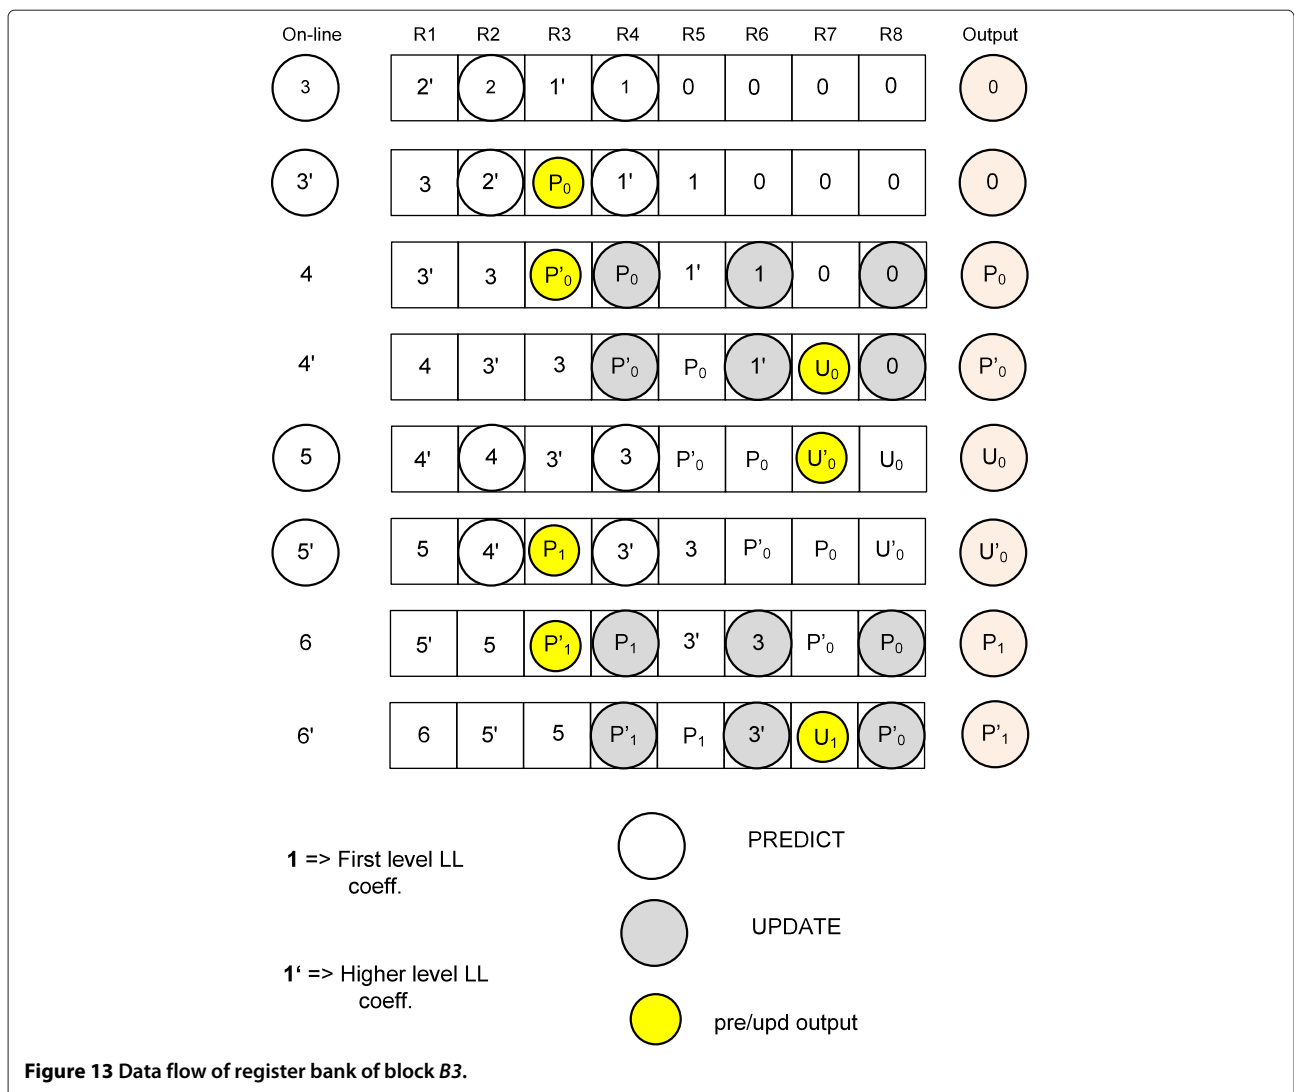 On-line R1 R2 R3 R4 R5 R6 R7 R8 Output
3 2' 2 1' 1 0 0 0 0 0
3' 3 2' P₀ 1' 1 0 0 0 0
4 3' 3 P'₀ P₀ 1' 1 0 0 P₀
4' 4 3' 3 P'₀ P₀ 1' U₀ 0 P'₀
5 4' 4 3' 3 P'₀ P₀ U'₀ U₀ U₀
5' 5 4' P₁ 3' 3 P'₀ P₀ U'₀ U'₀
6 5' 5 P'₁ P₁ 3' 3 P'₀ P₀ P₁
6' 6 5' 5 P'₁ P₁ 3' U₁ P'₀ P'₁
PREDICT
1 => First level LL
coeff.
UPDATE
1‘ => Higher level LL
coeff.
pre/upd output
Figure 13 Data flow of register bank of block B3.